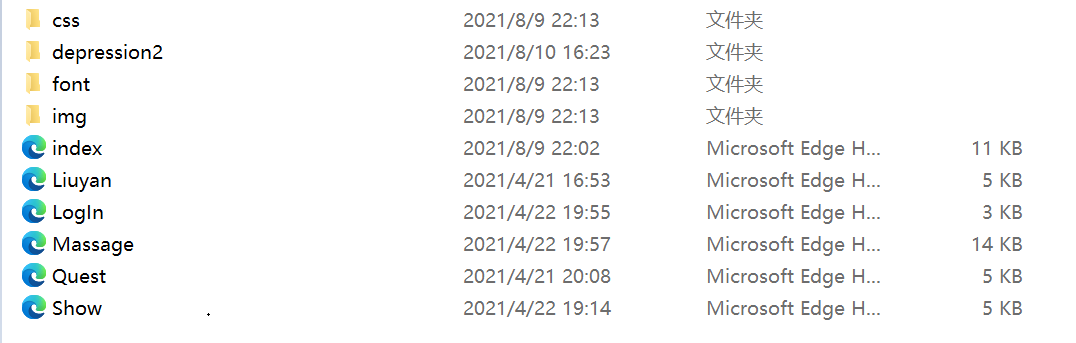 css 2021/8/9 22:13 文件夹
depression2 2021/8/10 16:23 文件夹
font 2021/8/9 22:13 文件夹
img 2021/8/9 22:13 文件夹
index 2021/8/9 22:02 Microsoft Edge H... 11 KB
Liuyan 2021/4/21 16:53 Microsoft Edge H... 5 KB
LogIn 2021/4/22 19:55 Microsoft Edge H... 3 KB
Massage 2021/4/22 19:57 Microsoft Edge H... 14 KB
Quest 2021/4/21 20:08 Microsoft Edge H... 5 KB
Show 2021/4/22 19:14 Microsoft Edge H... 5 KB